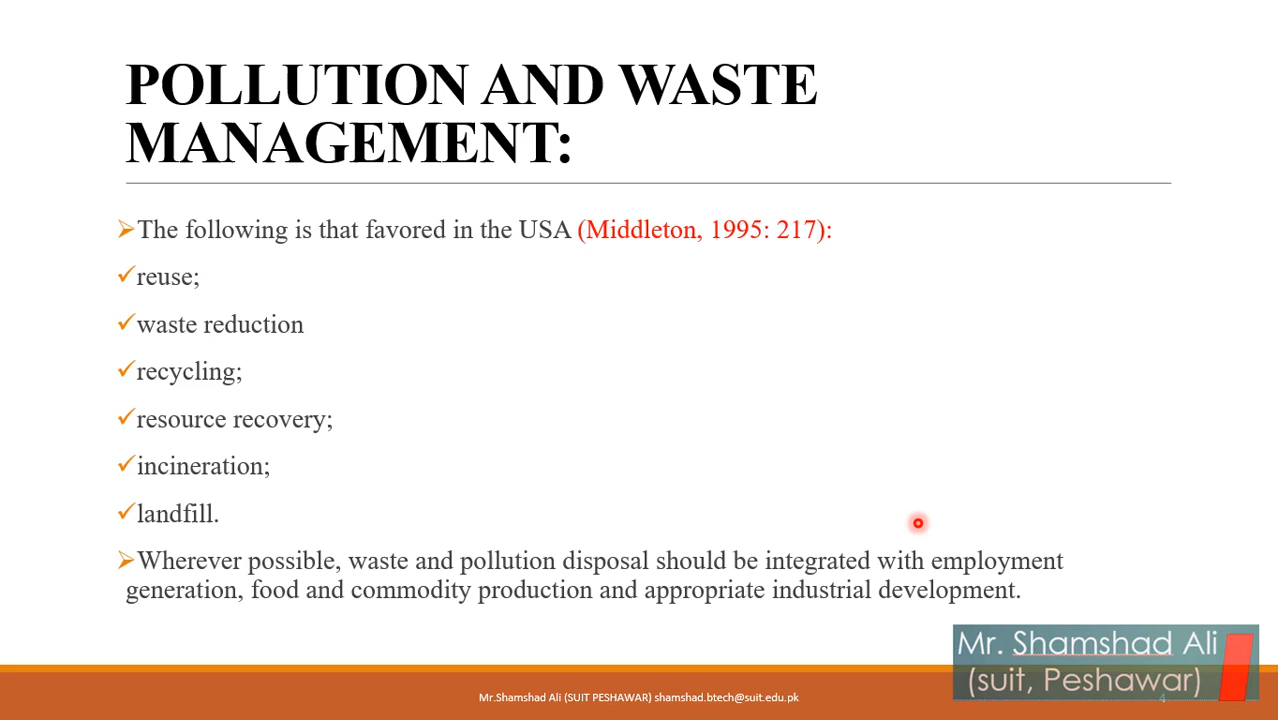 POLLUTION AND WASTE
MANAGEMENT:
The following is that favored in the USA (Middleton, 1995: 217):
reuse;
waste reduction
recycling;
resource recovery;
incineration;
landfill.
Wherever possible, waste and pollution disposal should be integrated with employment
generation, food and commodity production and appropriate industrial development.
Mr. Shamshad Ali
(suit, Peshawar)
Mr.Shamshad Ali (SUIT PESHAWAR) shamshad.btech@suit.edu.pk
4